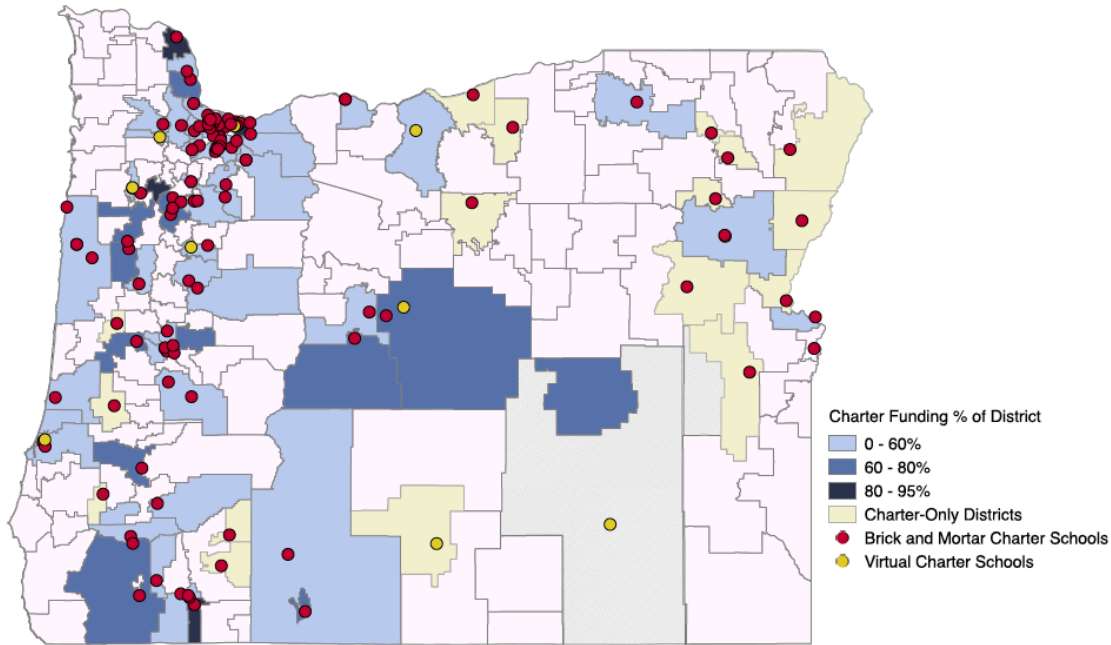 Charter Funding % of District
0 - 60%
60 - 80%
80 - 95%
Charter-Only Districts
Brick and Mortar Charter Schools
Virtual Charter Schools